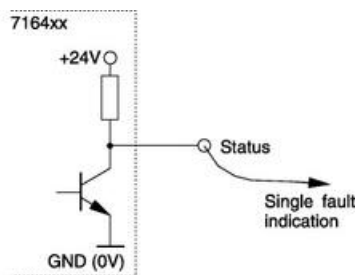 7164xx
+24V
Status
Single fault
indication
GND (0V)